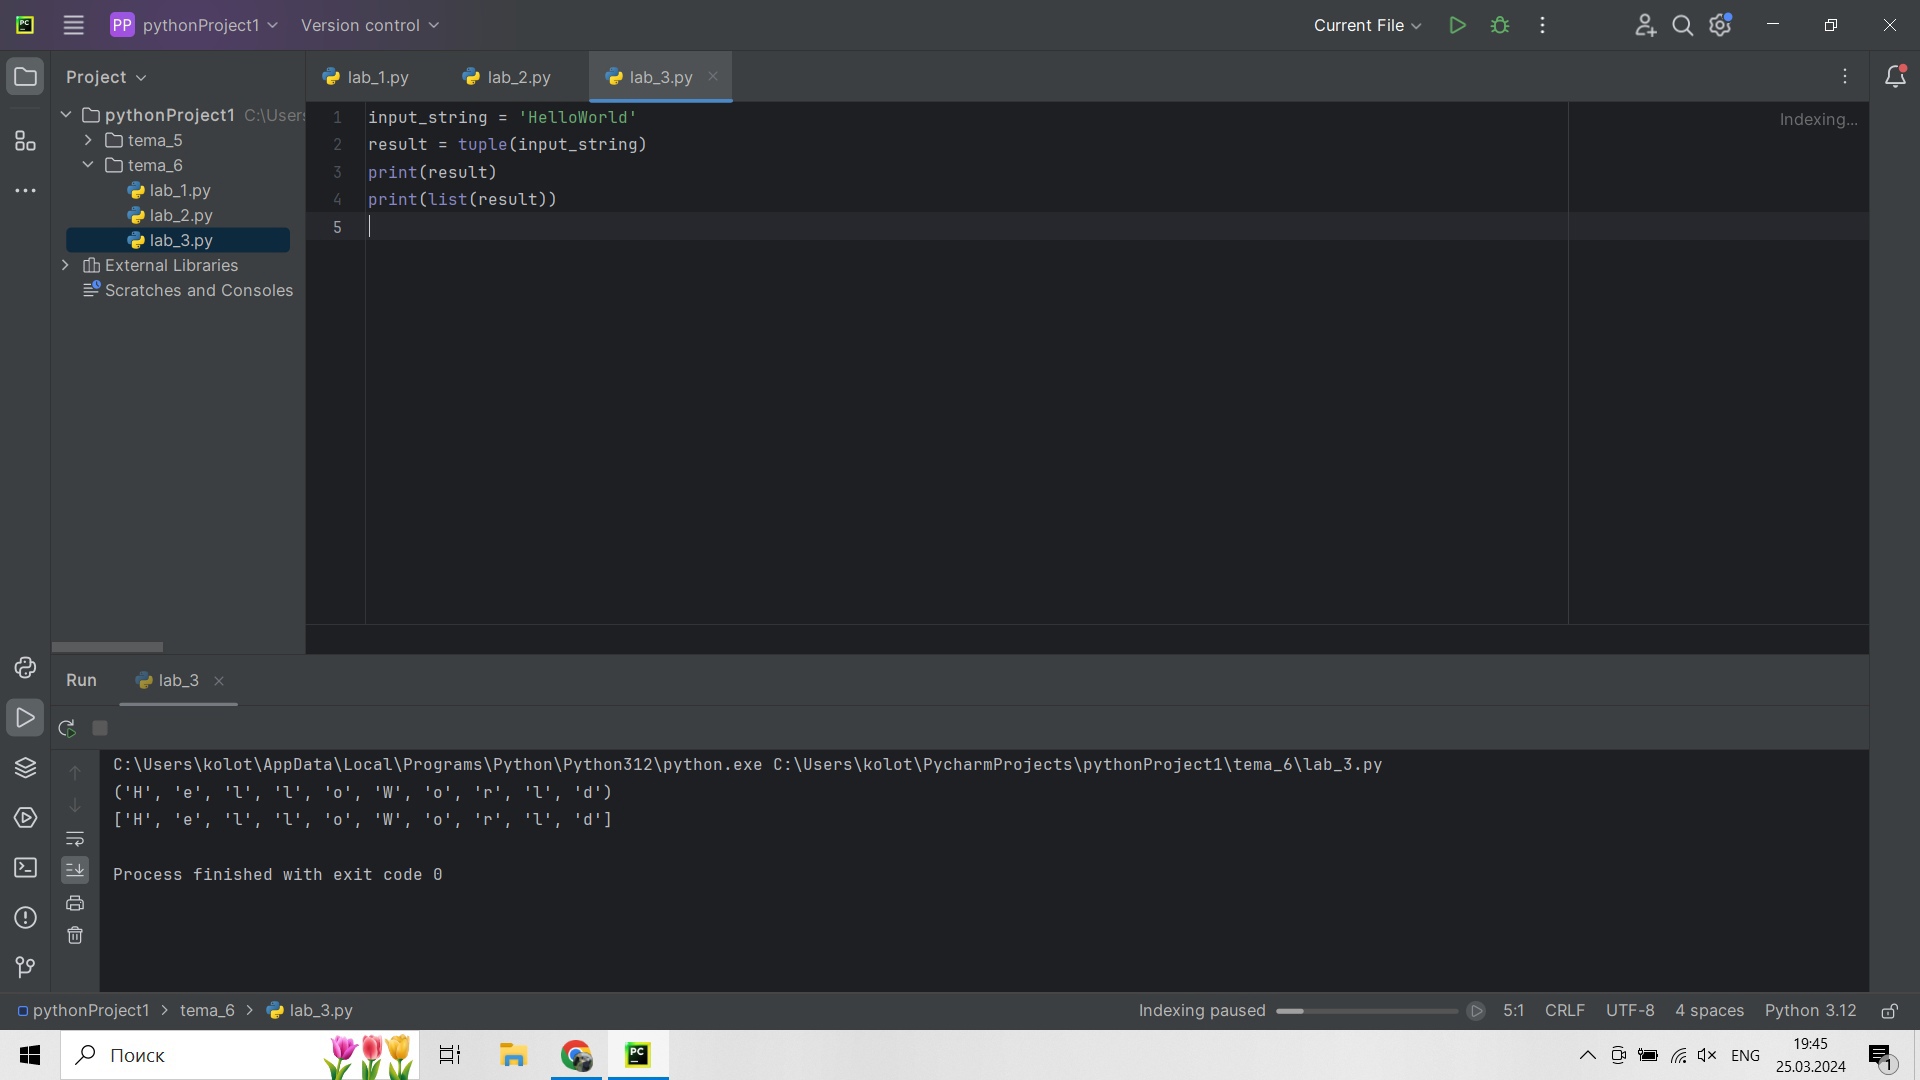 PC
PP pythonProject1 Version control Current File
Project
lab_1.py lab_2.py lab_3.py
pythonProject1 C:\Users
tema_5
tema_6
lab_1.py
lab_2.py
lab_3.py
External Libraries
Scratches and Consoles
1 input_string = 'HelloWorld'
2 result = tuple(input_string)
3 print(result)
4 print(list(result))
5
Indexing...
Run lab_3
C:\Users\kolot\AppData\Local\Programs\Python\Python312\python.exe C:\Users\kolot\PycharmProjects\pythonProject1\tema_6\lab_3.py
('H', 'e', 'l', 'l', 'o', 'W', 'o', 'r', 'l', 'd')
['H', 'e', 'l', 'l', 'o', 'W', 'o', 'r', 'l', 'd']
Process finished with exit code 0
pythonProject1 > tema_6 > lab_3.py Indexing paused 5:1 CRLF UTF-8 4 spaces Python 3.12
Поиск PC ENG 19:45
25.03.2024 1